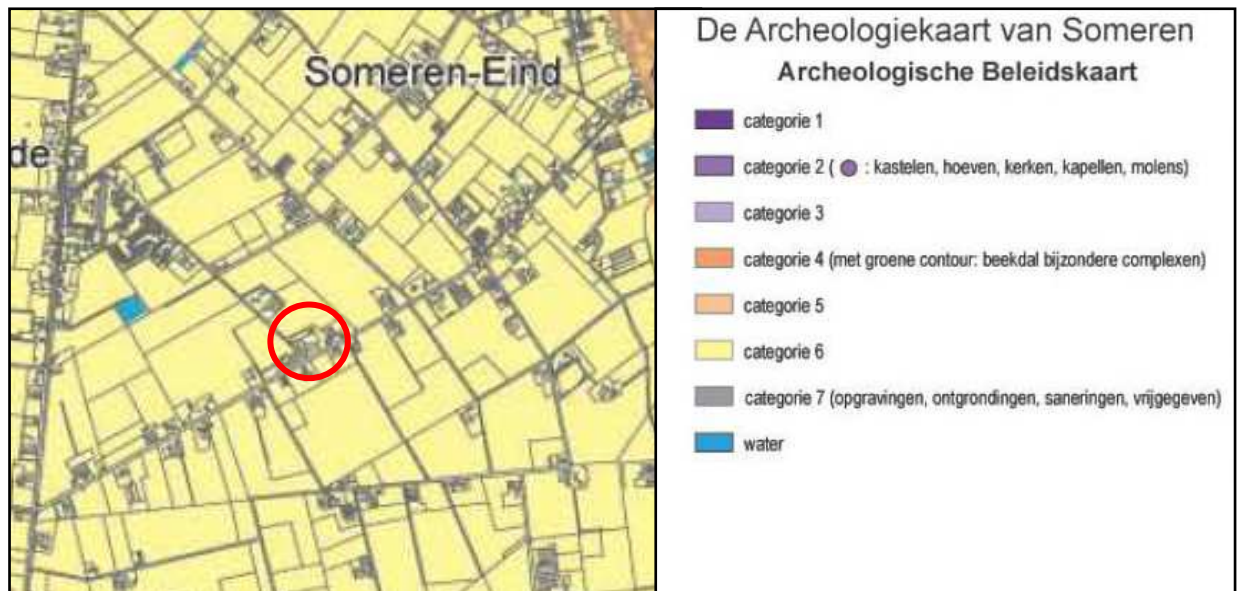 Someren-Eind
de
De Archeologiekaart van Someren
Archeologische Beleidskaart
categorie 1
categorie 2 ( : kastelen, hoeven, kerken, kapellen, molens)
categorie 3
categorie 4 (met groene contour: beekdal bijzondere complexen)
categorie 5
categorie 6
categorie 7 (opgravingen, ontgrondingen, saneringen, vrijgegeven)
water